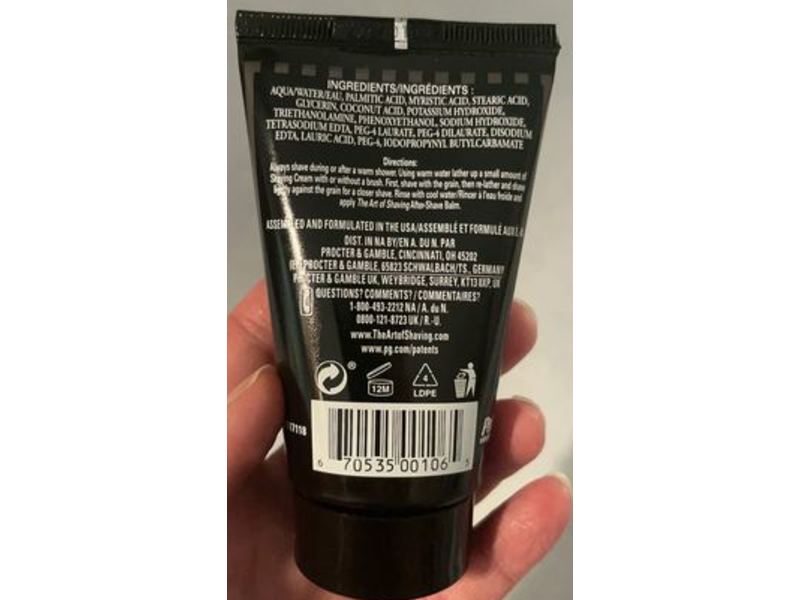 INGREDIENTS/INGRÉDIENTS :
AQUA/WATER/EAU, PALMITIC ACID, MYRISTIC ACID, STEARIC ACID,
GLYCERIN, COCONUT ACID, POTASSIUM HYDROXIDE,
TRIETHANOLAMINE, PHENOXYETHANOL, SODIUM HYDROXIDE,
TETRASODIUM EDTA, PEG-4 LAURATE, PEG-4 DILAURATE, DISODIUM
EDTA, LAURIC ACID, PEG-6, IODOPROPYNYL BUTYLCARBAMATE
Directions:
Always shave during or after a warm shower. Using warm water lather up a small amount of
Shaving Cream with or without a brush. First, shave with the grain, then re-lather and shave
against the grain for a closer shave. Rinse with cool water/Rincer à l'eau froide and
apply The Art of Shaving After-Shave Balm.
AND FORMULATED IN THE USA/ASSEMBLÉ ET FORMULÉ AUX
DIST. IN NA BY/EN A. DU N. PAR
PROCTER & GAMBLE, CINCINNATI, OH 45202
PROCTER & GAMBLE, 65823 SCHWALBACH/TS., GERMANY
PROCTER & GAMBLE UK, WEYBRIDGE, SURREY, KT13 0XP, UK
QUESTIONS? COMMENTS? / COMMENTAIRES?
1-800-493-2212 NA / A. du N.
0800-121-8723 UK / R.-U.
www.TheArtofShaving.com
www.pg.com/patents
®
12M
4
LDPE
17118
6 70535 00106 5